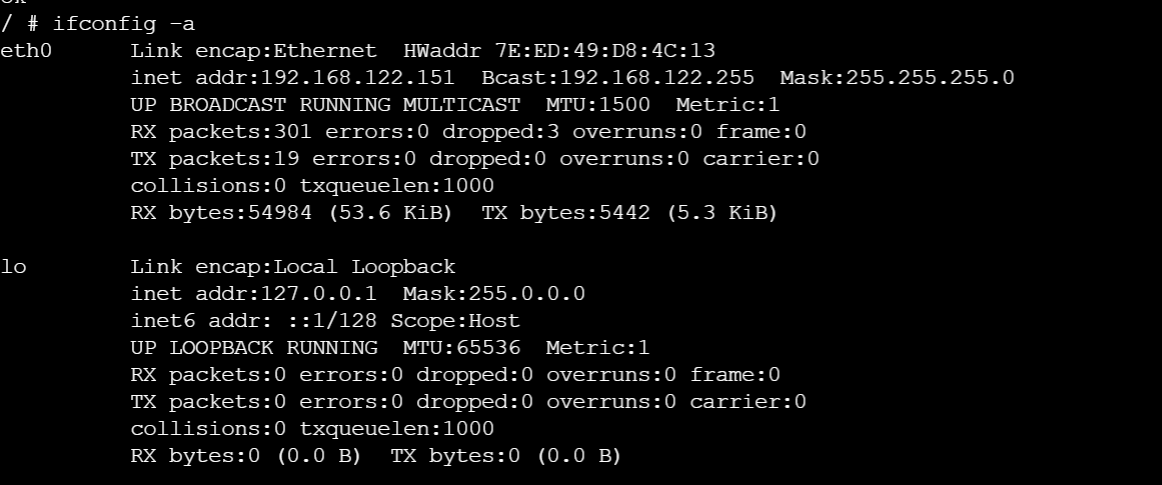 / # ifconfig -a
eth0      Link encap:Ethernet  HWaddr 7E:ED:49:D8:4C:13
          inet addr:192.168.122.151  Bcast:192.168.122.255  Mask:255.255.255.0
          UP BROADCAST RUNNING MULTICAST  MTU:1500  Metric:1
          RX packets:301 errors:0 dropped:3 overruns:0 frame:0
          TX packets:19 errors:0 dropped:0 overruns:0 carrier:0
          collisions:0 txqueuelen:1000
          RX bytes:54984 (53.6 KiB)  TX bytes:5442 (5.3 KiB)

lo        Link encap:Local Loopback
          inet addr:127.0.0.1  Mask:255.0.0.0
          inet6 addr: ::1/128 Scope:Host
          UP LOOPBACK RUNNING  MTU:65536  Metric:1
          RX packets:0 errors:0 dropped:0 overruns:0 frame:0
          TX packets:0 errors:0 dropped:0 overruns:0 carrier:0
          collisions:0 txqueuelen:1000
          RX bytes:0 (0.0 B)  TX bytes:0 (0.0 B)